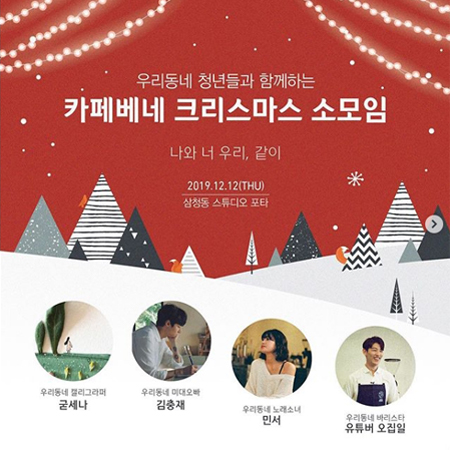 우리동네 청년들과 함께하는
카페베네 크리스마스 소모임
나와 너 우리, 같이
2019.12.12(THU)
삼청동 스튜디오 포타
우리동네 캘리그라퍼
굳세나
우리동네 미대오빠
김충재
우리동네 노래소녀
민서
우리동네 바리스타
유튜버 오집일